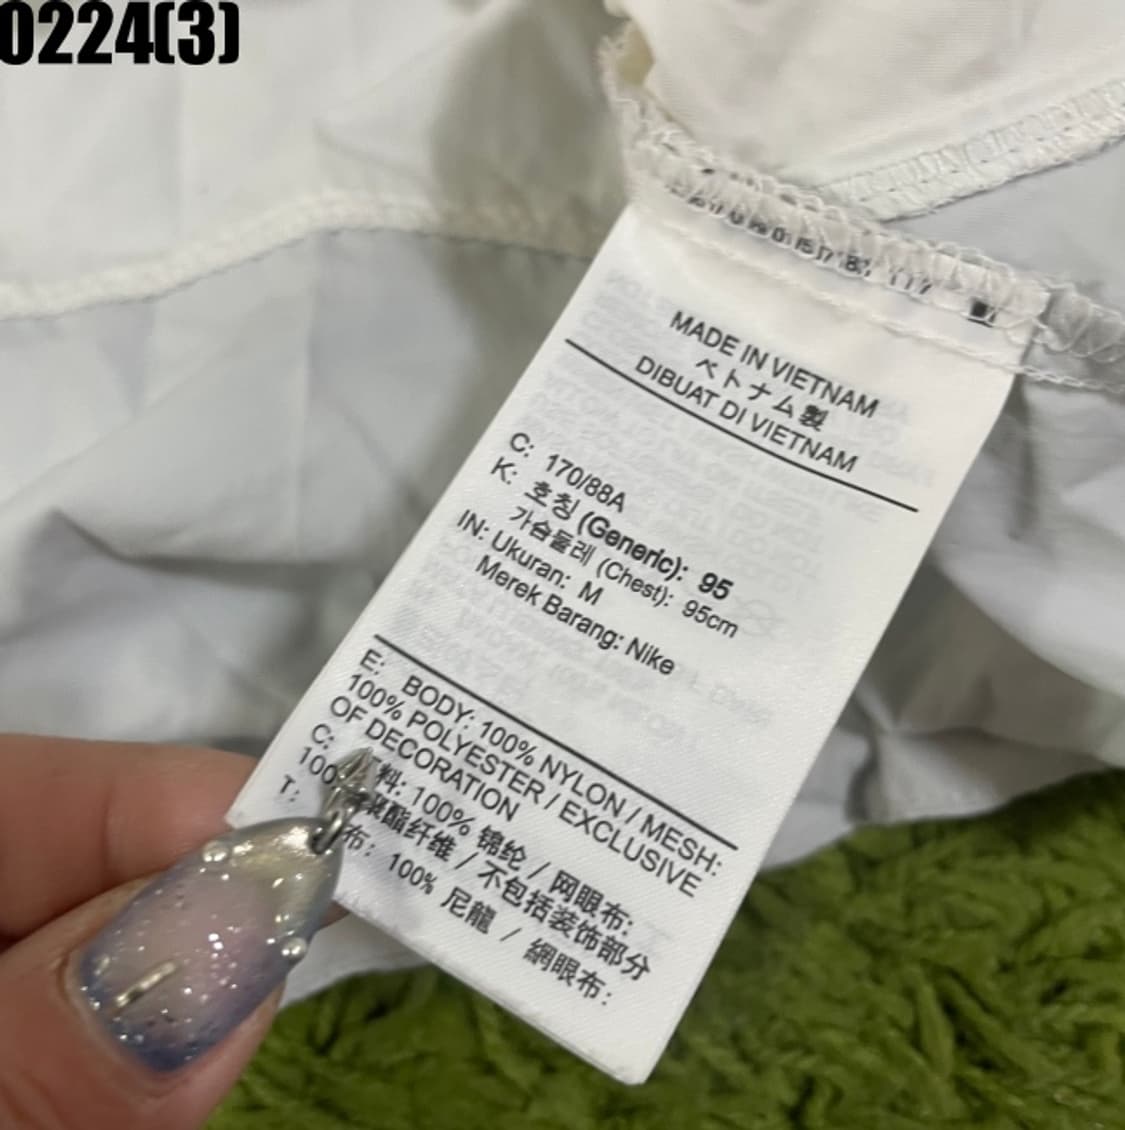 0224(3)
MADE IN VIETNAM
ベトナム製
DIBUAT DI VIETNAM
C: 170/88A
K: 호칭 (Generic): 95
가슴둘레 (Chest): 95cm
IN: Ukuran: M
Merek Barang: Nike
E: BODY: 100% NYLON / MESH:
100% POLYESTER / EXCLUSIVE
OF DECORATION
C: 料: 100% 锦纶 / 网眼布:
100 聚酯纤维 / 不包括装饰部分
T: 布: 100% 尼龍 / 網眼布: